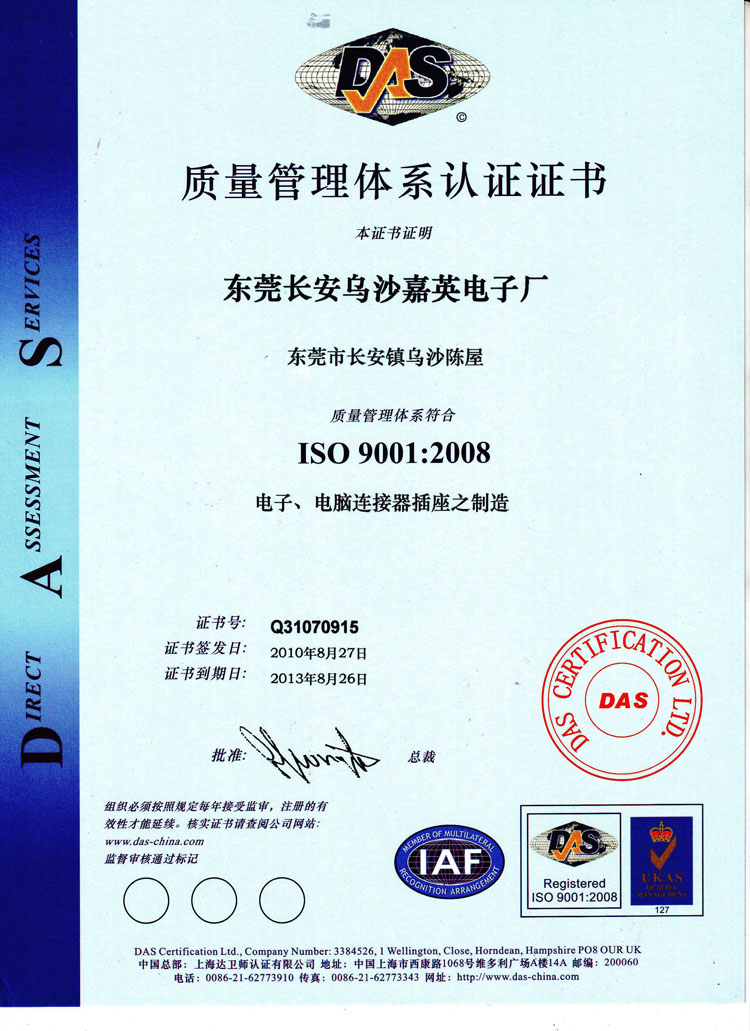 DAS
©
质量管理体系认证证书
本证书证明
东莞长安乌沙嘉英电子厂
东莞市长安镇乌沙陈屋
质量管理体系符合
ISO 9001:2008
电子、电脑连接器插座之制造
DIRECT ASSESSMENT SERVICES
证书号: Q31070915
证书签发日: 2010年8月27日
证书到期日: 2013年8月26日
DAS CERTIFICATION LTD.
DAS
批准:
总裁
组织必须按照规定每年接受监审，注册的有
效性才能延续。核实证书请查阅公司网站:
www.das-china.com
监督审核通过标记
MEMBER OF MULTILATERAL
IAF
RECOGNITION ARRANGEMENT
DAS
Registered
ISO 9001:2008
UKAS
QUALITY
MANAGEMENT
127
DAS Certification Ltd., Company Number: 3384526, 1 Wellington, Close, Horndean, Hampshire PO8 OUR UK
中国总部：上海达卫师认证有限公司 地址：中国上海市西康路1068号堆多利广场A楼14A 邮编：200060
电话：0086-21-62773910 传真：0086-21-62773343 网址：http://www.das-china.com